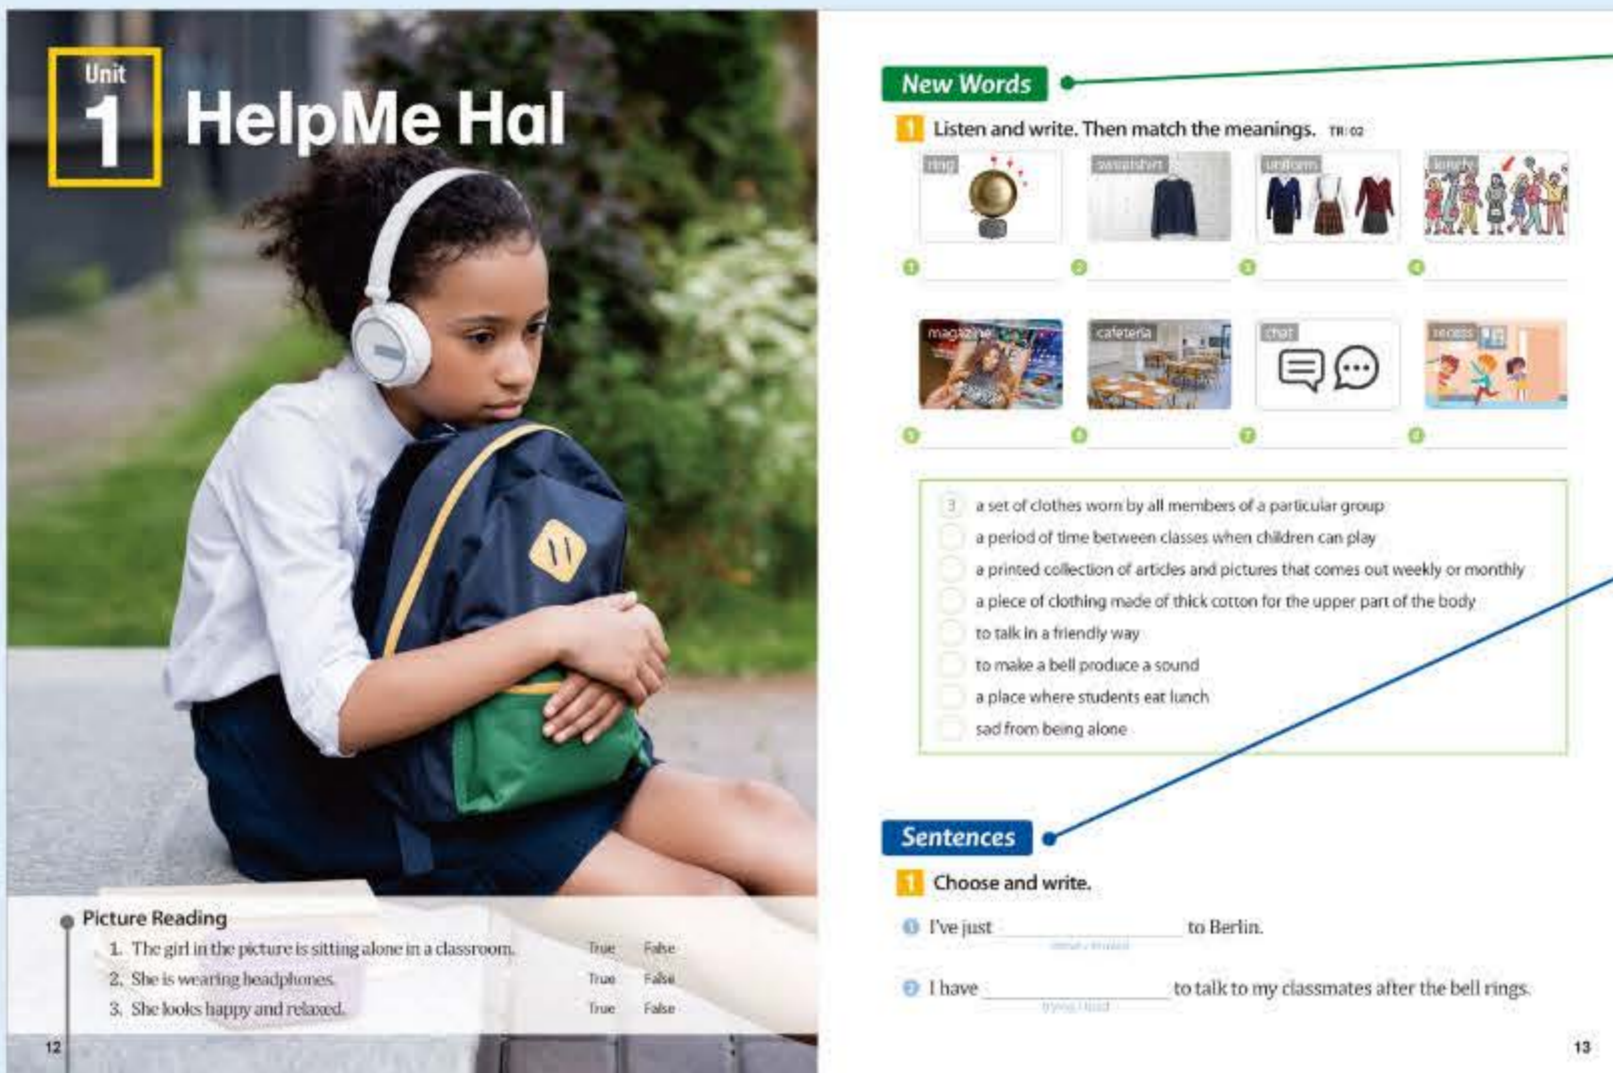 Unit
1
HelpMe Hal
Picture Reading
1. The girl in the picture is sitting alone in a classroom. True False
2. She is wearing headphones. True False
3. She looks happy and relaxed. True False
12
New Words
1 Listen and write. Then match the meanings. TR: 02
ring sweatshirt uniform lonely
1 2 3 4
magazine cafeteria chat recess
5 6 7 8
3 a set of clothes worn by all members of a particular group
a period of time between classes when children can play
a printed collection of articles and pictures that comes out weekly or monthly
a piece of clothing made of thick cotton for the upper part of the body
to talk in a friendly way
to make a bell produce a sound
a place where students eat lunch
sad from being alone
Sentences
1 Choose and write.
1 I've just to Berlin.
2 I have to talk to my classmates after the bell rings.
13